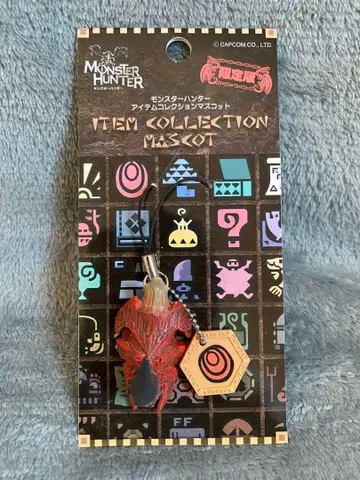 MONSTER HUNTER
モンスターハンター
© CAPCOM CO., LTD.
限定版
モンスターハンター
アイテムコレクションマスコット
ITEM COLLECTION
MASCOT